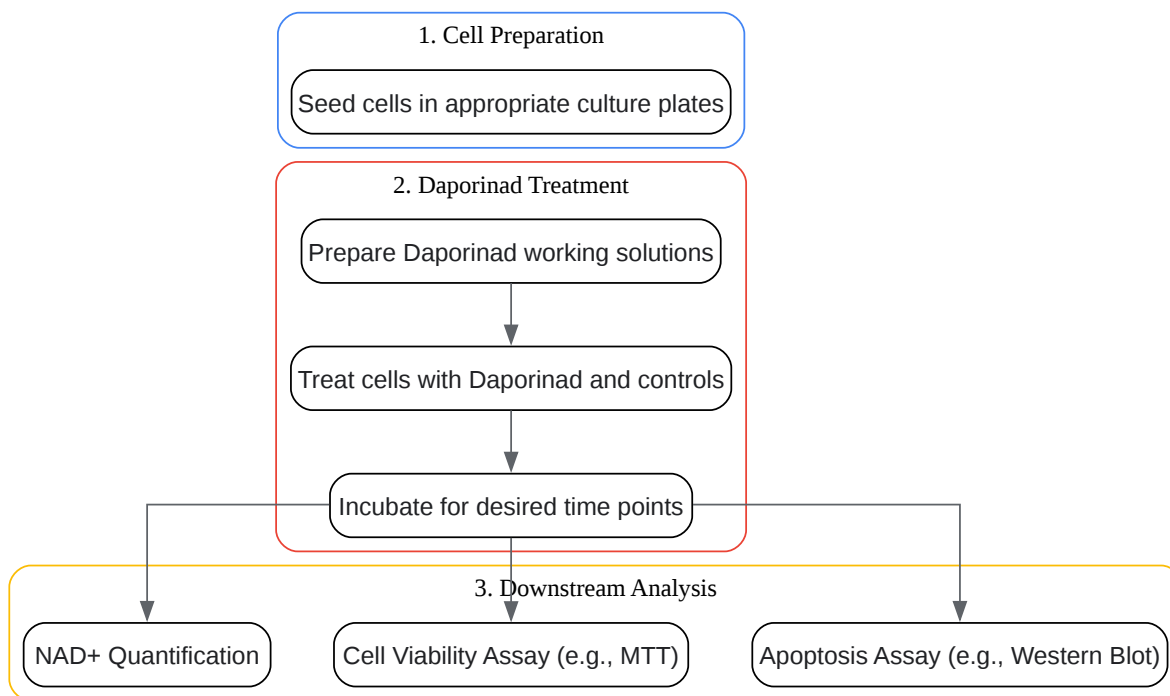 1. Cell Preparation
Seed cells in appropriate culture plates
2. Daporinad Treatment
Prepare Daporinad working solutions
Treat cells with Daporinad and controls
Incubate for desired time points
3. Downstream Analysis
NAD+ Quantification
Cell Viability Assay (e.g., MTT)
Apoptosis Assay (e.g., Western Blot)